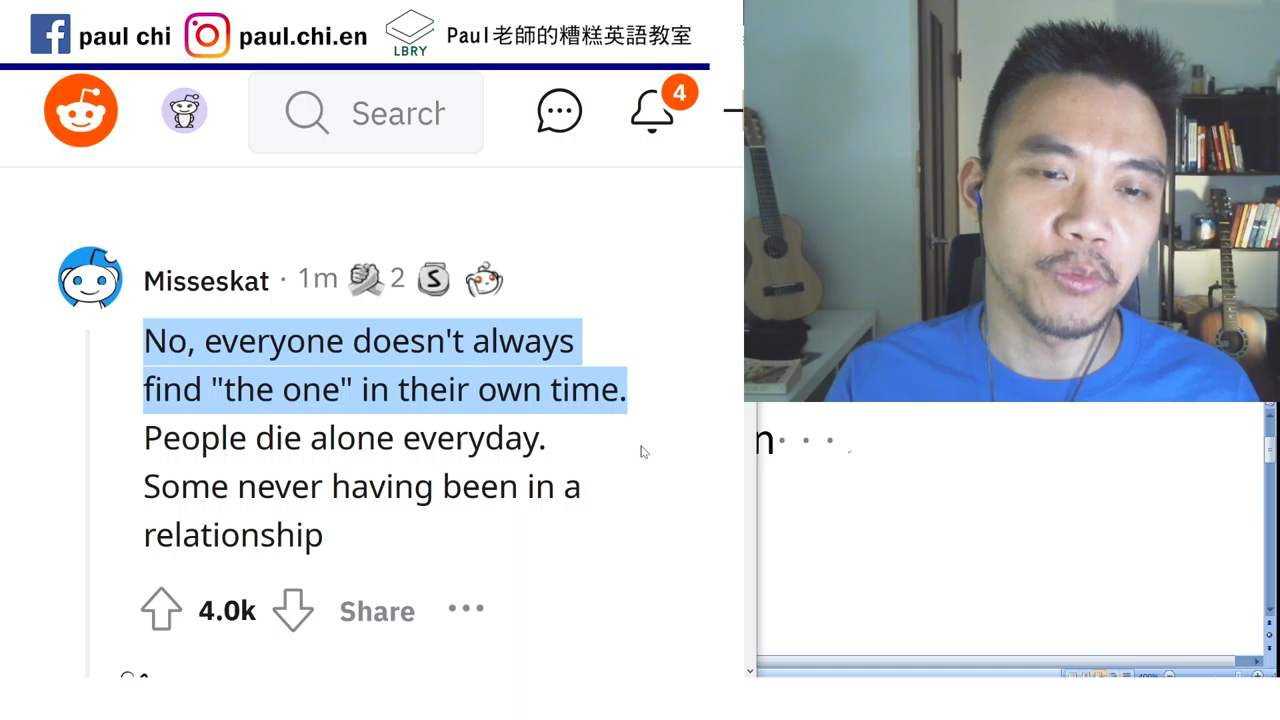 paul chi paul.chi.en LBRY Paul老師的糟糕英語教室
Search 4
Misseskat · 1m 2 S
No, everyone doesn't always
find "the one" in their own time.
People die alone everyday.
Some never having been in a
relationship
4.0k Share ···
n· · ·
400%